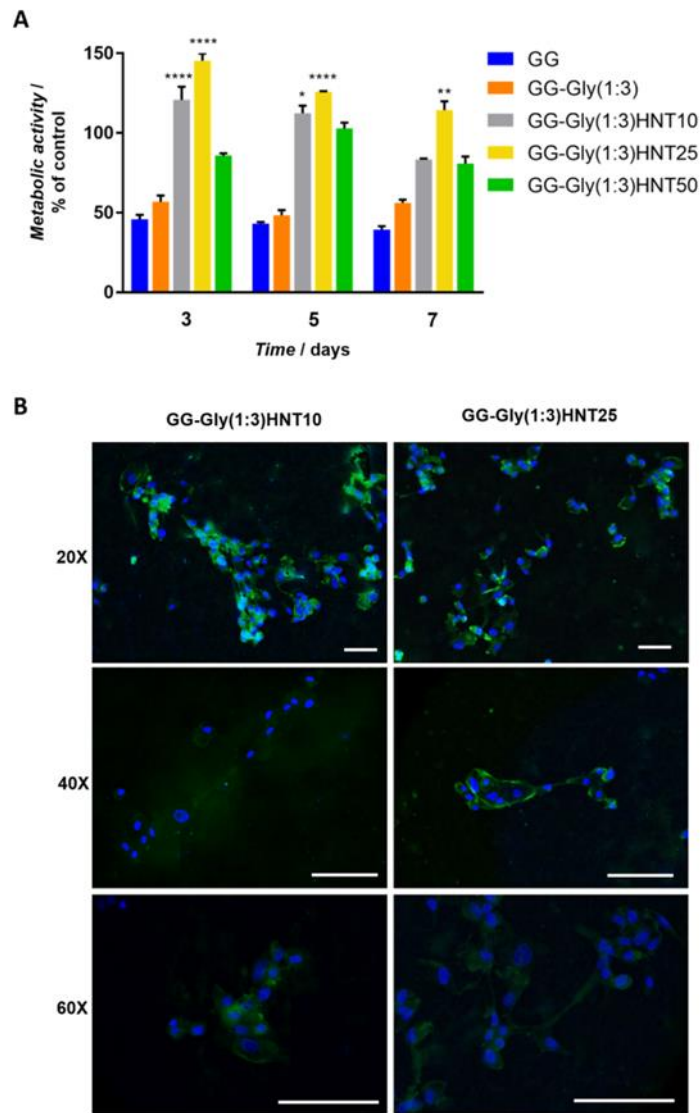 A
Metabolic activity /
% of control
150
100
50
0
****
****
*
****
**
3
5
7
Time / days
GG
GG-Gly(1:3)
GG-Gly(1:3)HNT10
GG-Gly(1:3)HNT25
GG-Gly(1:3)HNT50
B
GG-Gly(1:3)HNT10
GG-Gly(1:3)HNT25
20X
40X
60X